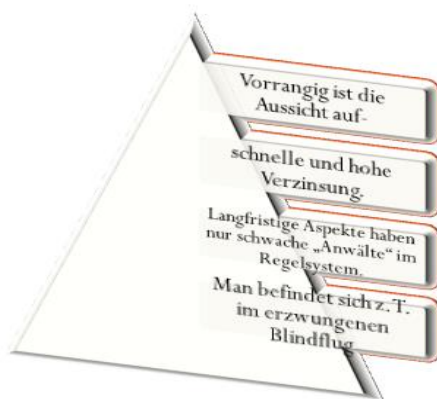 Vorrangig ist die
Aussicht auf-
schnelle und hohe
Verzinsung.
Langfristige Aspekte haben
nur schwache „Anwälte“ im
Regelsystem.
Man befindet sich z. T.
im erzwungenen
Blindflug